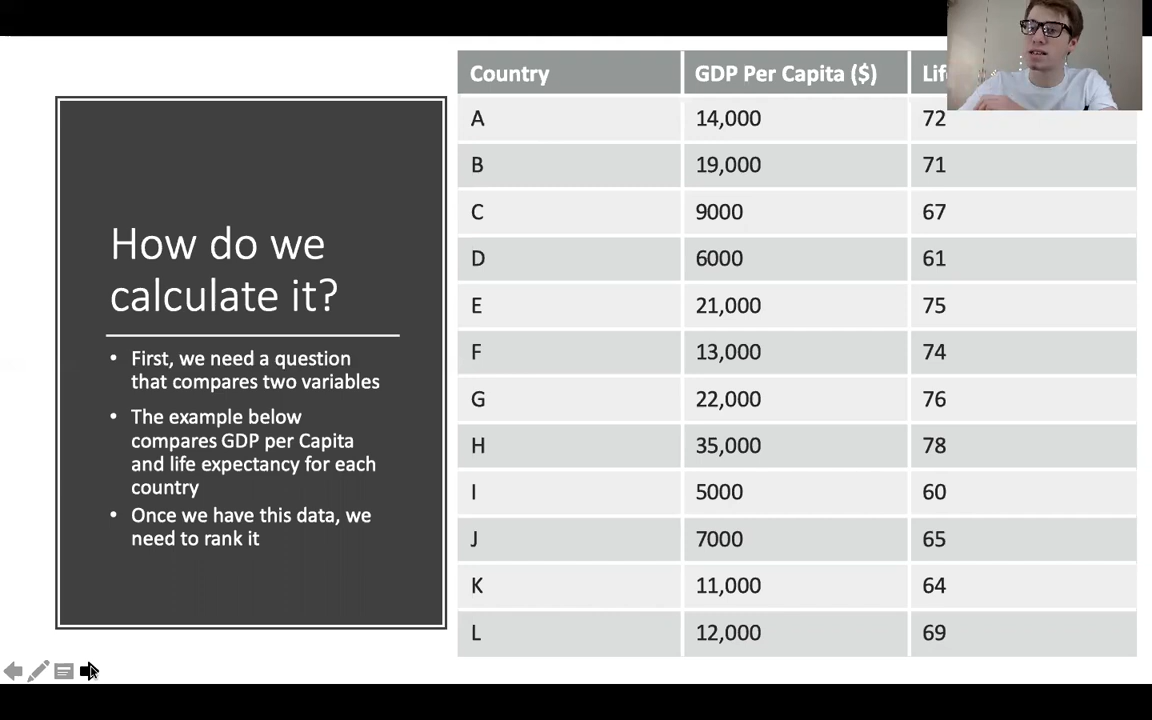 How do we
calculate it?
• First, we need a question
that compares two variables
• The example below
compares GDP per Capita
and life expectancy for each
country
• Once we have this data, we
need to rank it
Country GDP Per Capita ($)
A 14,000 72
B 19,000 71
C 9000 67
D 6000 61
E 21,000 75
F 13,000 74
G 22,000 76
H 35,000 78
I 5000 60
J 7000 65
K 11,000 64
L 12,000 69